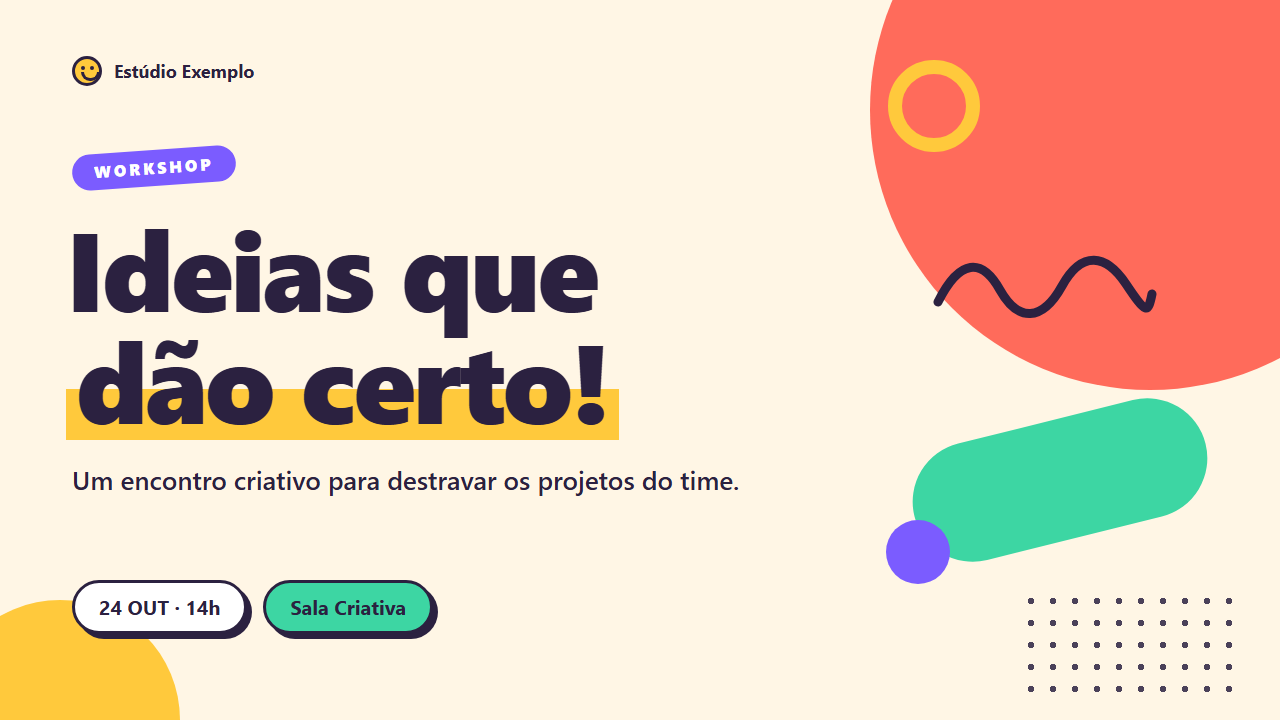 Estúdio Exemplo
WORKSHOP
Ideias que
dão certo!
Um encontro criativo para destravar os projetos do time.
24 OUT · 14h
Sala Criativa